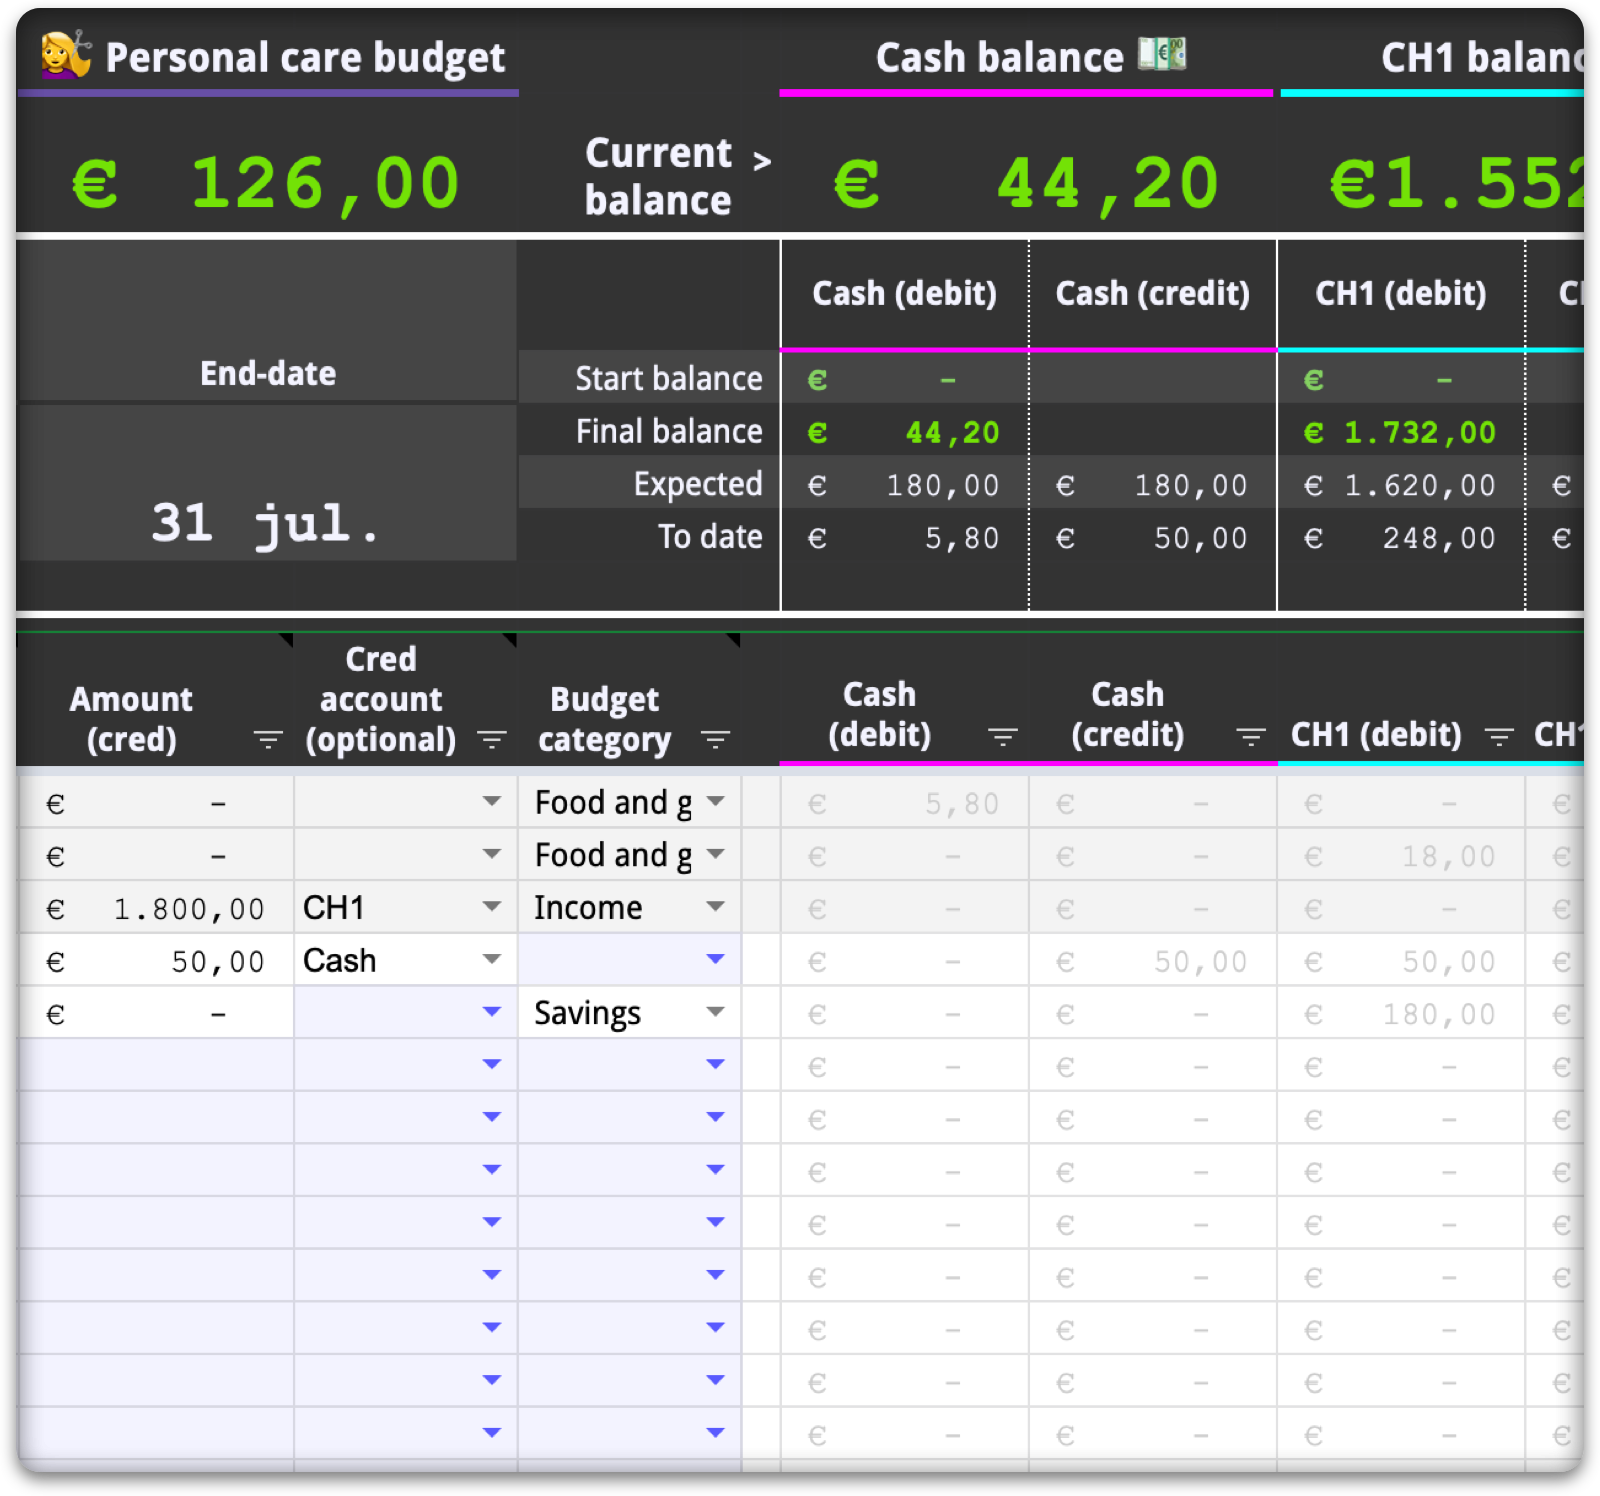 Personal care budget Cash balance CH1 balanc
€ 126,00 Current balance > € 44,20 €1.552
Cash (debit) Cash (credit) CH1 (debit)
End-date
Start balance € - € -
Final balance € 44,20 € 1.732,00
Expected € 180,00 € 180,00 € 1.620,00 €
31 jul.
To date € 5,80 € 50,00 € 248,00 €
Amount (cred) Cred account (optional) Budget category Cash (debit) Cash (credit) CH1 (debit) CH1
€ - Food and g € 5,80 € - € - €
€ - Food and g € - € - € 18,00 €
€ 1.800,00 CH1 Income € - € - € - €
€ 50,00 Cash € - € 50,00 € 50,00 €
€ - Savings € - € - € 180,00 €
€ - € - € - €
€ - € - € - €
€ - € - € - €
€ - € - € - €
€ - € - € - €
€ - € - € - €
€ - € - € - €
€ - € - € - €